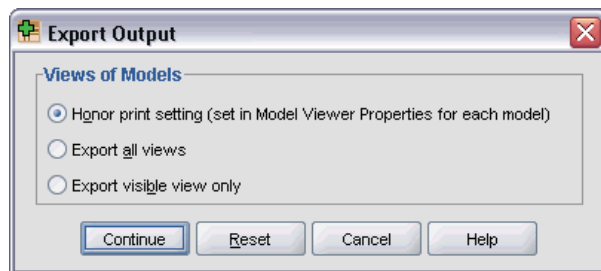 Export Output
Views of Models
Honor print setting (set in Model Viewer Properties for each model)
Export all views
Export visible view only
Continue Reset Cancel Help